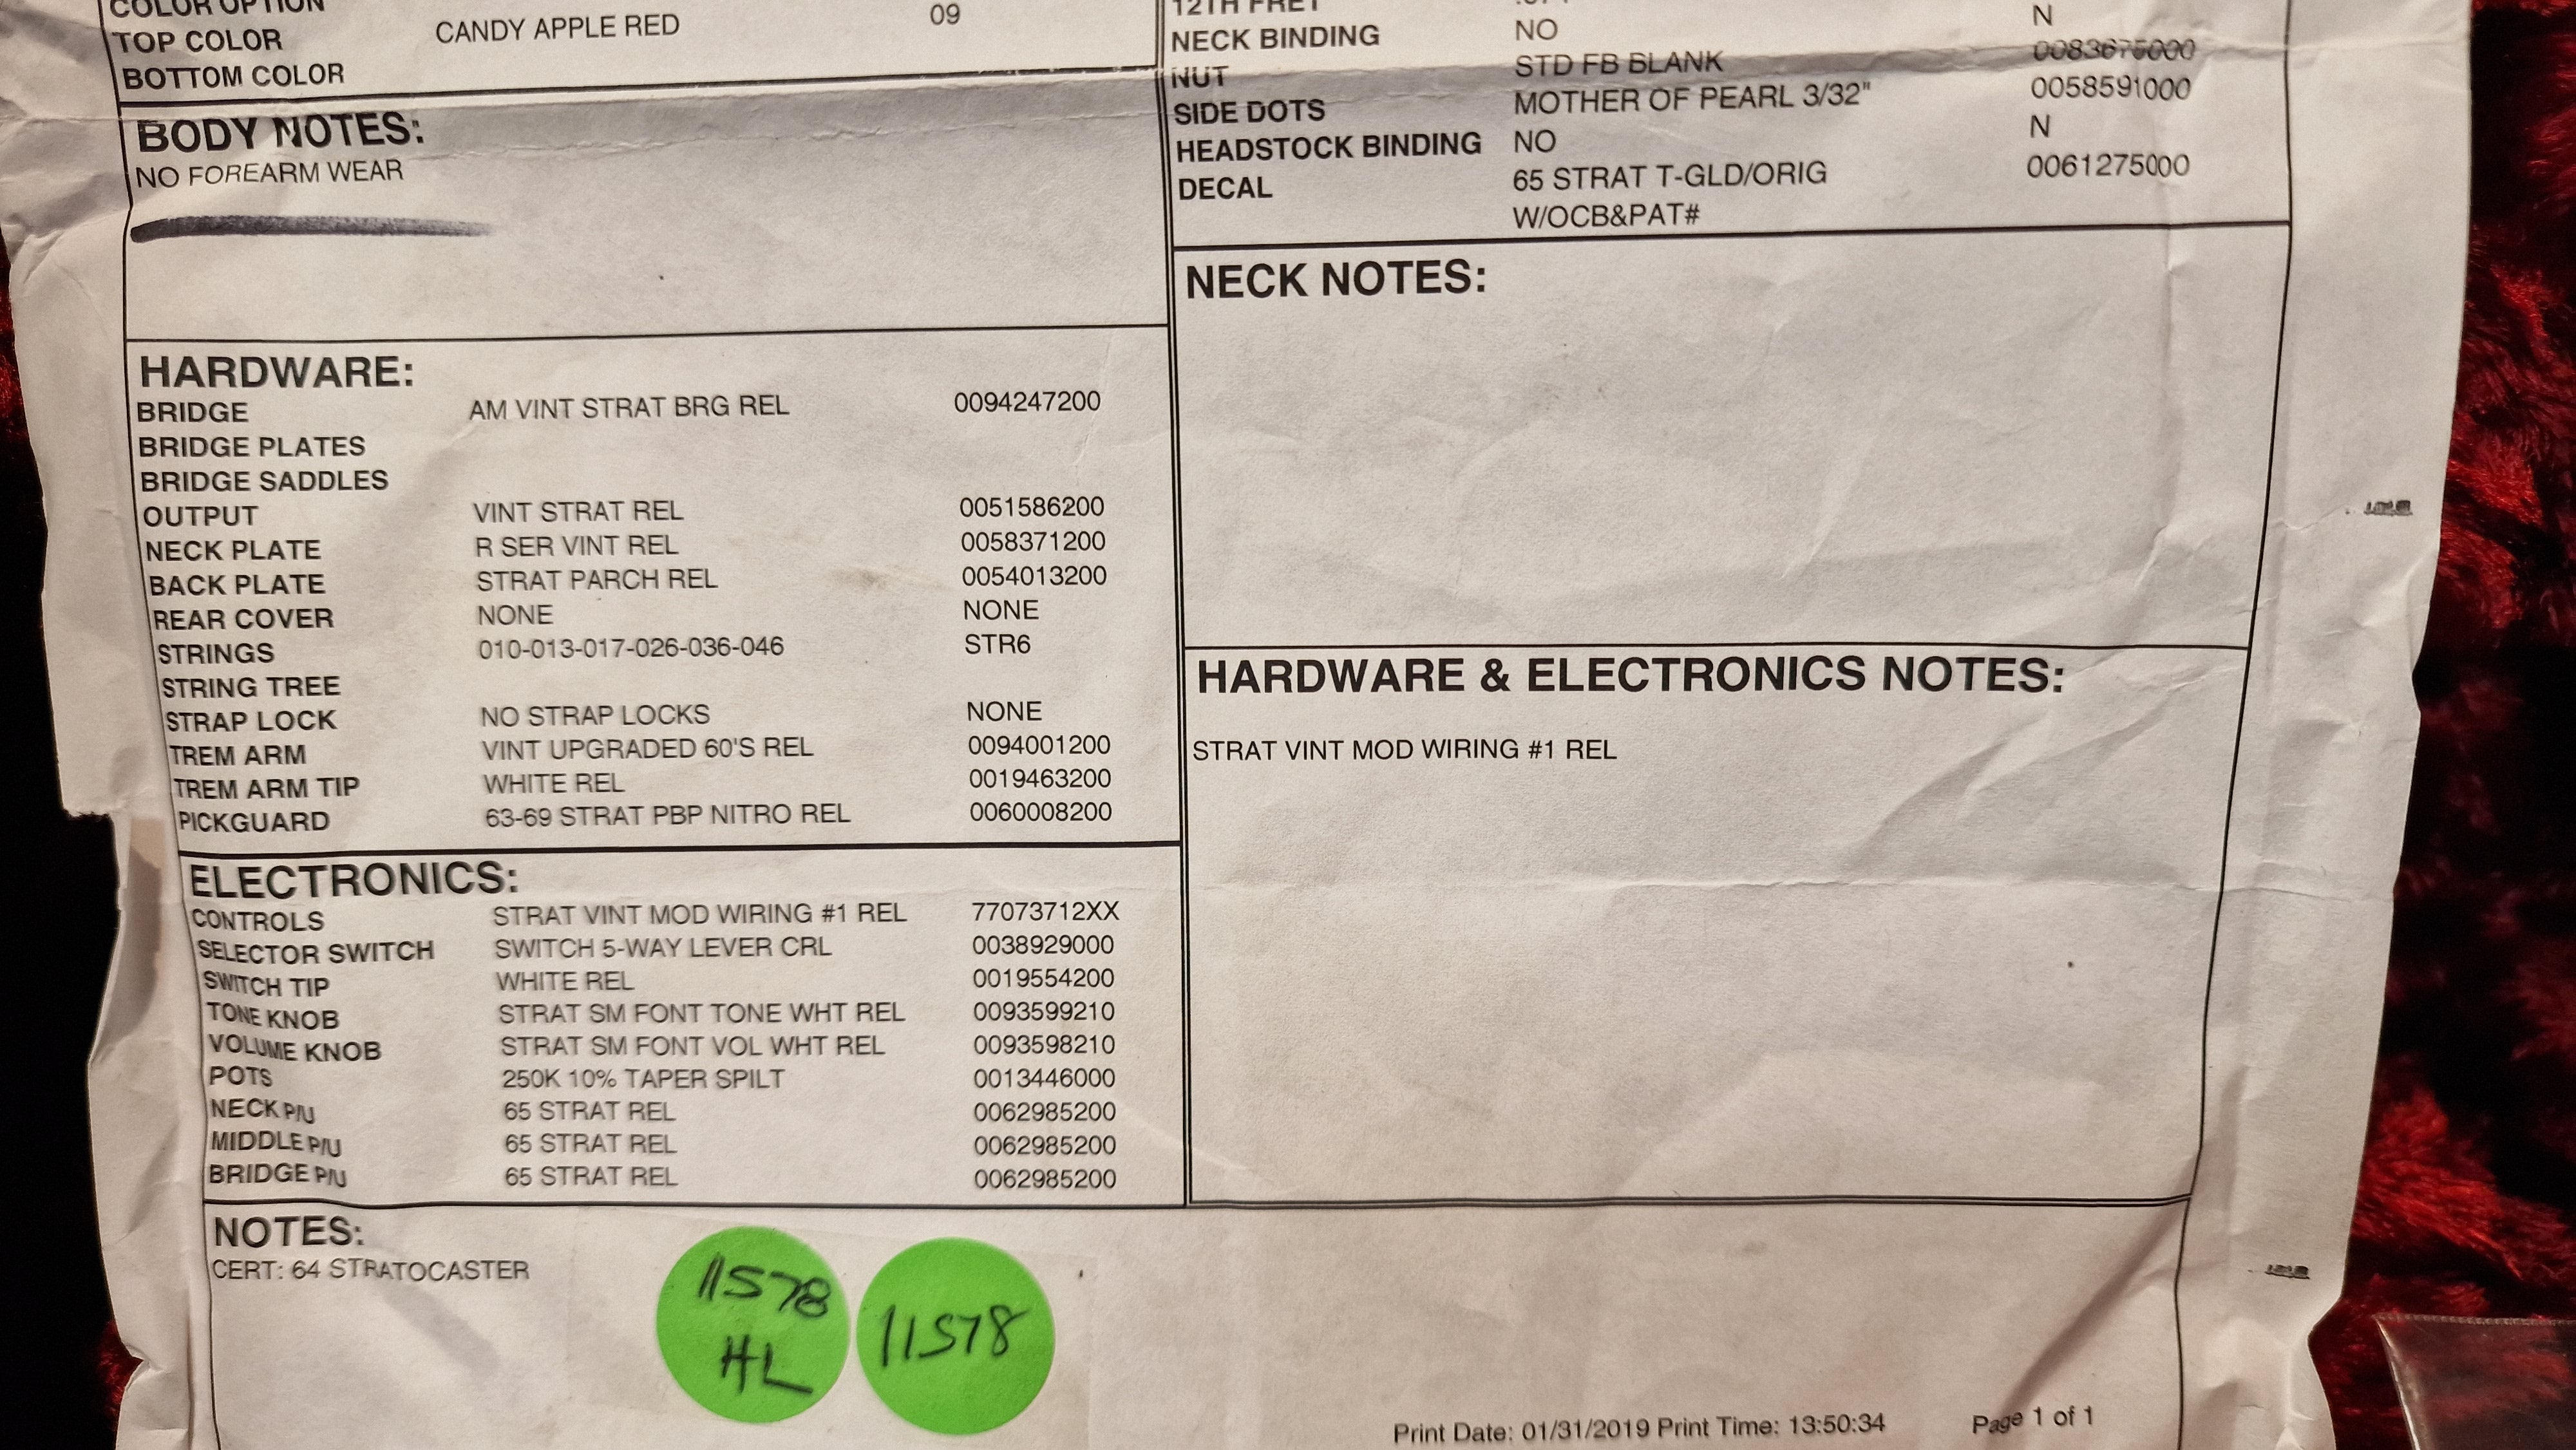 COLOR OPTION
TOP COLOR CANDY APPLE RED 09
BOTTOM COLOR
BODY NOTES:
NO FOREARM WEAR
HARDWARE:
BRIDGE AM VINT STRAT BRG REL 0094247200
BRIDGE PLATES
BRIDGE SADDLES
OUTPUT VINT STRAT REL 0051586200
NECK PLATE R SER VINT REL 0058371200
BACK PLATE STRAT PARCH REL 0054013200
REAR COVER NONE NONE
STRINGS 010-013-017-026-036-046 STR6
STRING TREE
STRAP LOCK NO STRAP LOCKS NONE
TREM ARM VINT UPGRADED 60'S REL 0094001200
TREM ARM TIP WHITE REL 0019463200
PICKGUARD 63-69 STRAT PBP NITRO REL 0060008200
ELECTRONICS:
CONTROLS STRAT VINT MOD WIRING #1 REL 77073712XX
SELECTOR SWITCH SWITCH 5-WAY LEVER CRL 0038929000
SWITCH TIP WHITE REL 0019554200
TONE KNOB STRAT SM FONT TONE WHT REL 0093599210
VOLUME KNOB STRAT SM FONT VOL WHT REL 0093598210
POTS 250K 10% TAPER SPILT 0013446000
NECK P/U 65 STRAT REL 0062985200
MIDDLE P/U 65 STRAT REL 0062985200
BRIDGE P/U 65 STRAT REL 0062985200
12TH FRET
NECK BINDING NO N
NUT STD FB BLANK 0083675000
SIDE DOTS MOTHER OF PEARL 3/32" 0058591000
HEADSTOCK BINDING NO N
DECAL 65 STRAT T-GLD/ORIG 0061275000
W/OCB&PAT#
NECK NOTES:
HARDWARE & ELECTRONICS NOTES:
STRAT VINT MOD WIRING #1 REL
NOTES:
CERT: 64 STRATOCASTER
11578
HL
11578
Print Date: 01/31/2019 Print Time: 13:50:34 Page 1 of 1